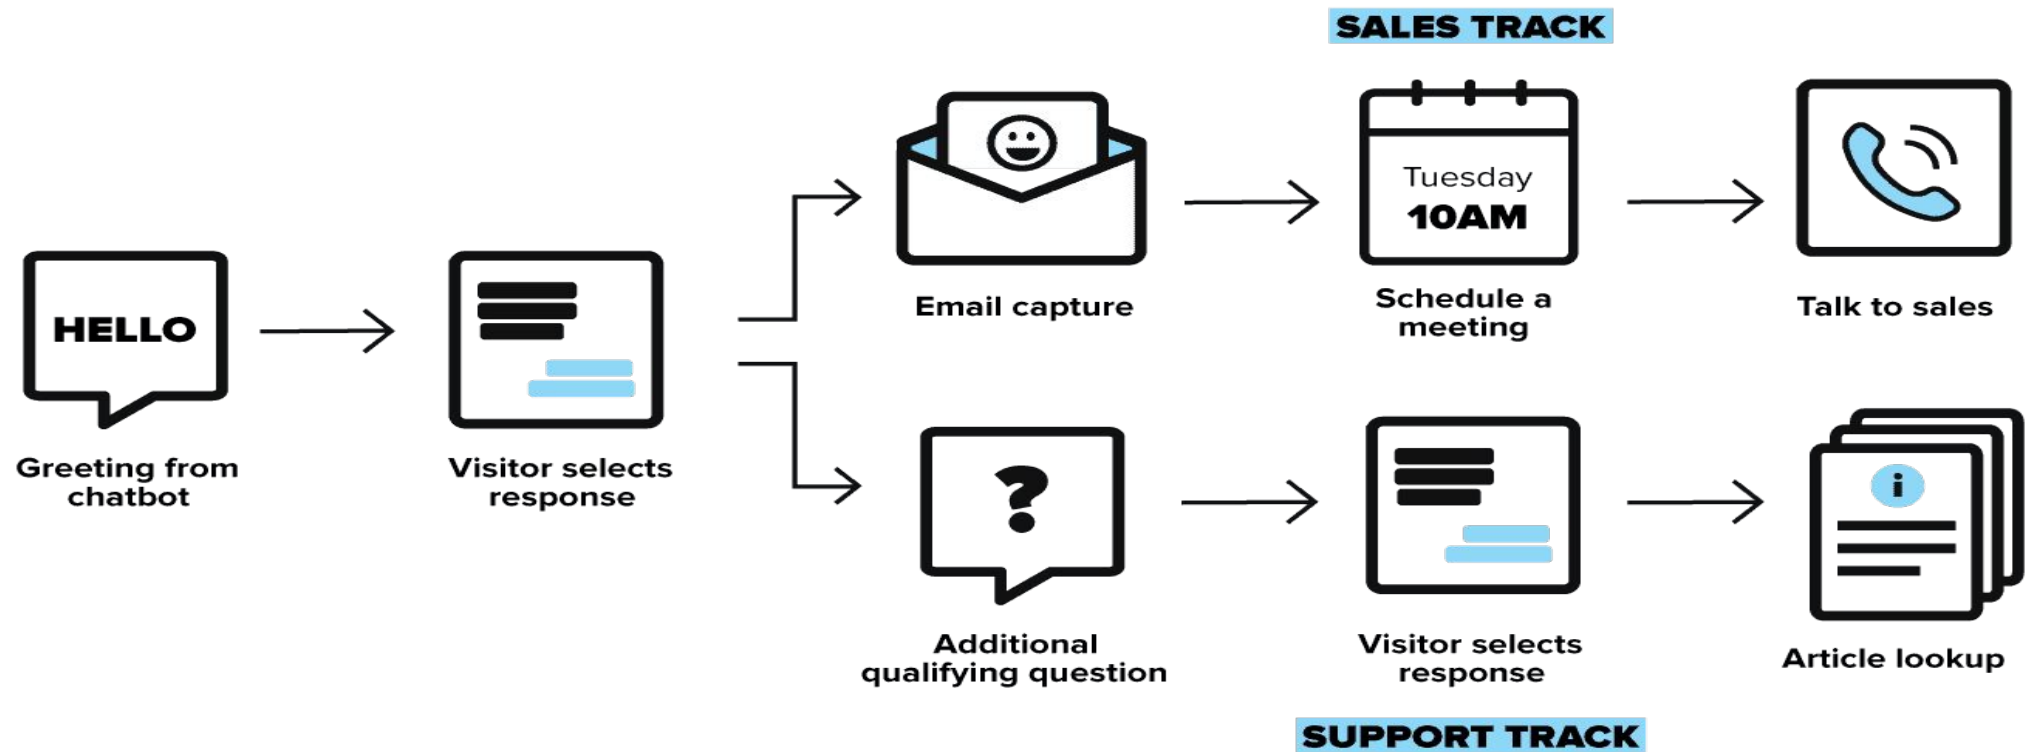 SALES TRACK
Tuesday
10AM
Email capture
Schedule a
meeting
Talk to sales
HELLO
Greeting from
chatbot
Visitor selects
response
?
Additional
qualifying question
Visitor selects
response
i
Article lookup
SUPPORT TRACK